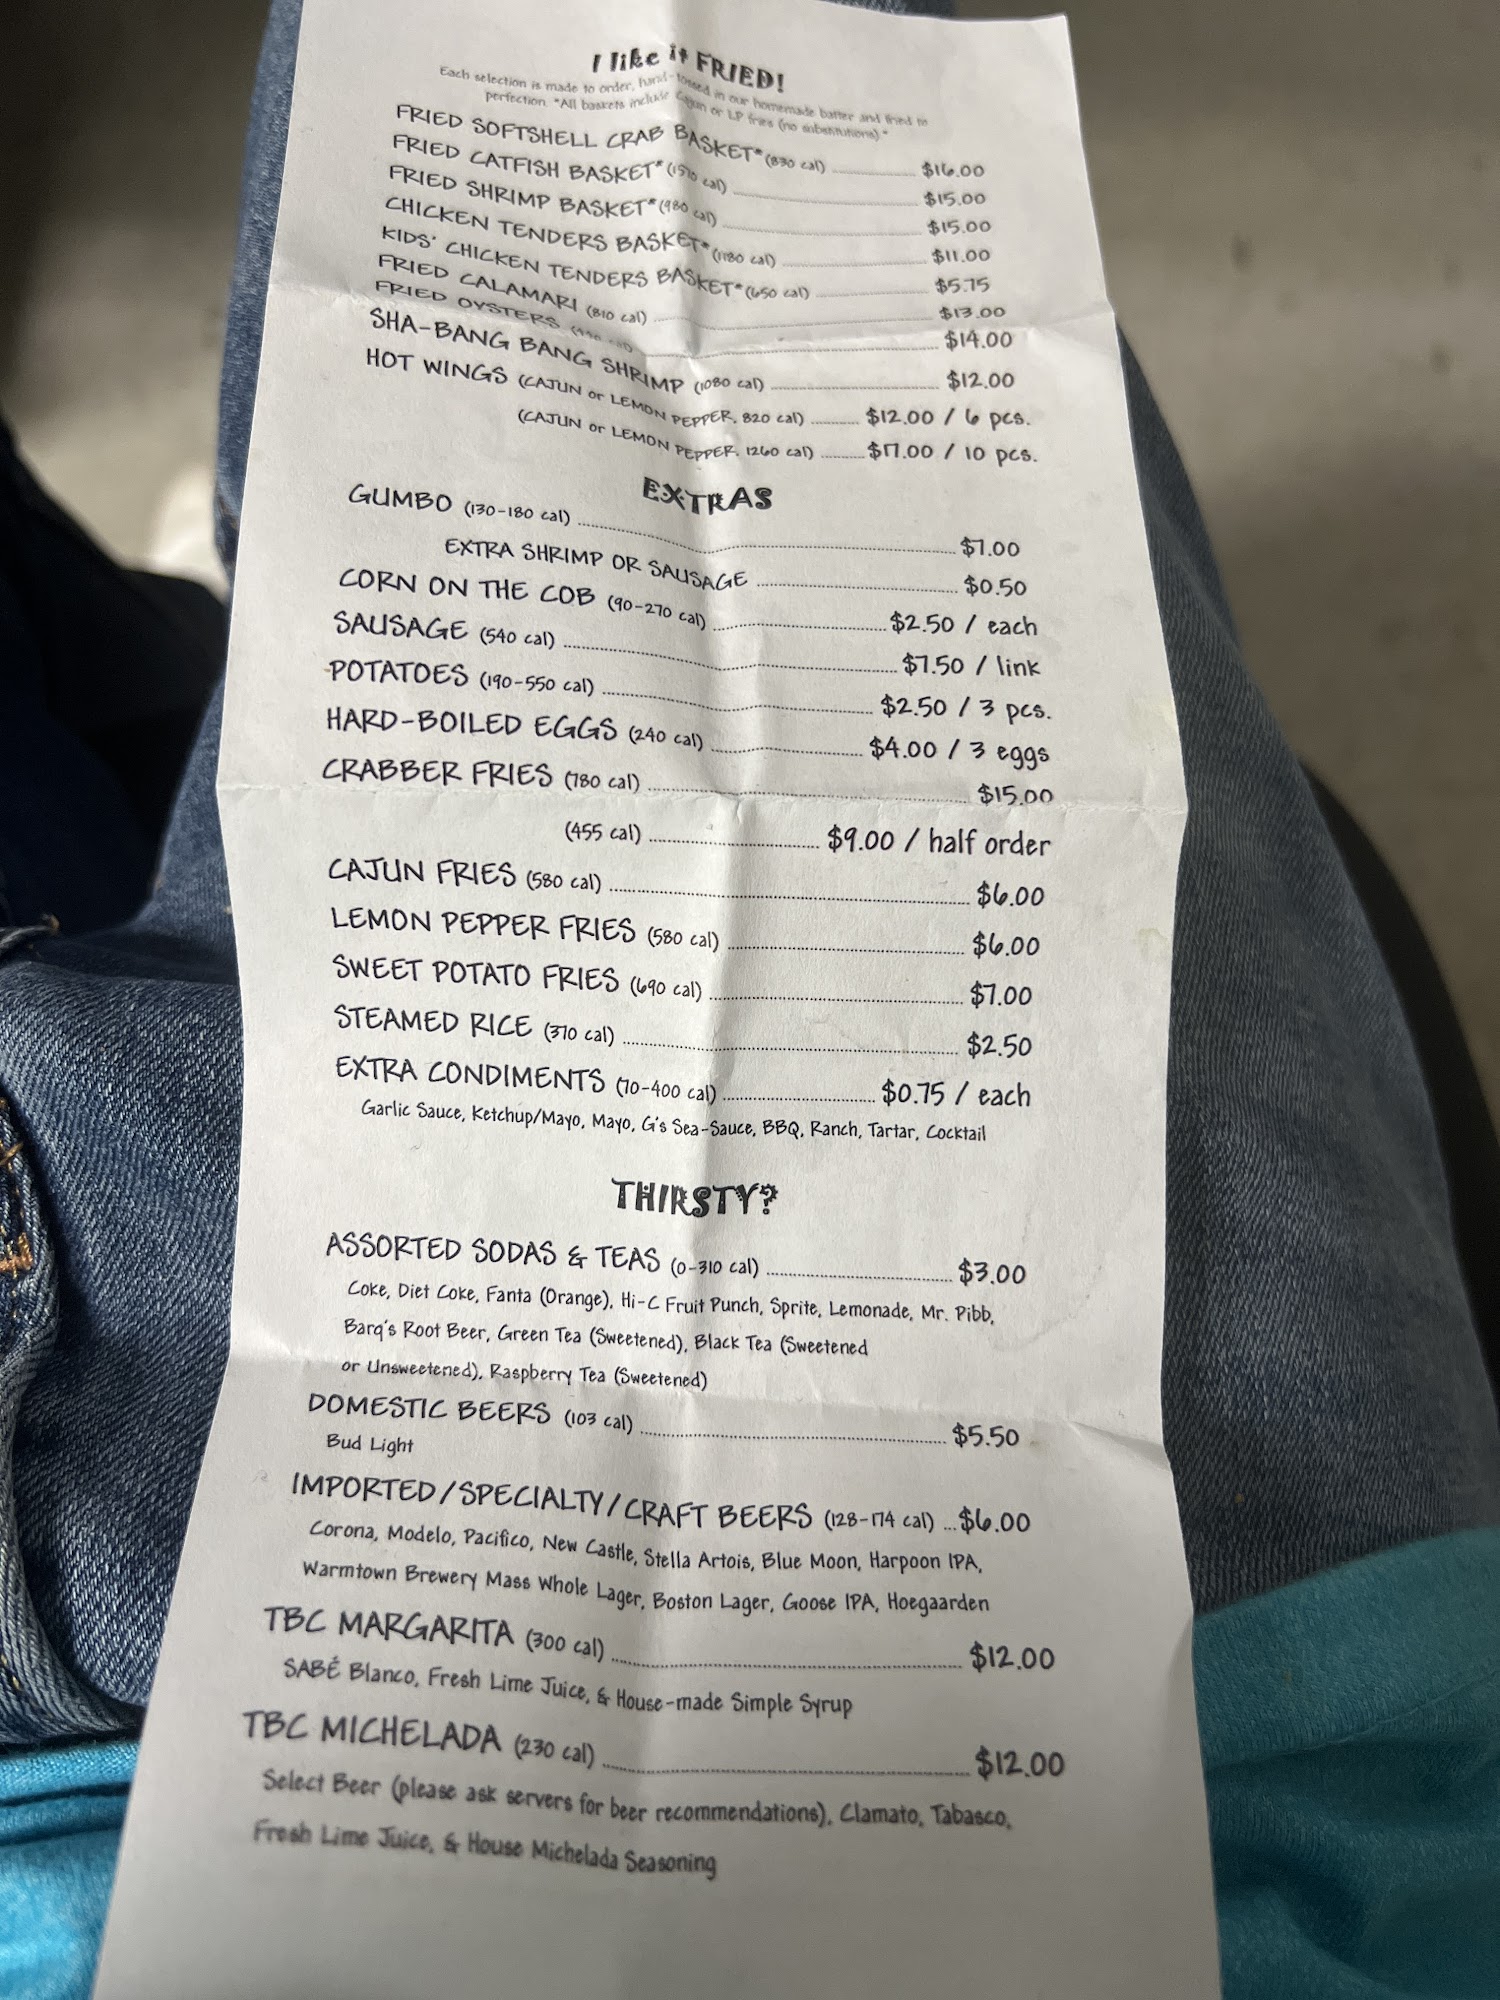 I like it FRIED!
Each selection is made to order, hand-tossed in our homemade batter and fried to
perfection. *All baskets include Cajun or LP fries (no substitutions).*
FRIED SOFTSHELL CRAB BASKET* (830 cal) $16.00
FRIED CATFISH BASKET* (1570 cal) $15.00
FRIED SHRIMP BASKET* (980 cal) $15.00
CHICKEN TENDERS BASKET* (1180 cal) $11.00
KIDS' CHICKEN TENDERS BASKET* (650 cal) $5.75
FRIED CALAMARI (810 cal) $13.00
FRIED OYSTERS $14.00
SHA-BANG BANG SHRIMP (1080 cal) $12.00
HOT WINGS (CAJUN or LEMON PEPPER, 820 cal) $12.00 / 6 pcs.
(CAJUN or LEMON PEPPER, 1260 cal) $17.00 / 10 pcs.
EXTRAS
GUMBO (130-180 cal) $7.00
EXTRA SHRIMP OR SAUSAGE $0.50
CORN ON THE COB (90-270 cal) $2.50 / each
SAUSAGE (540 cal) $7.50 / link
POTATOES (190-550 cal) $2.50 / 3 pcs.
HARD-BOILED EGGS (240 cal) $4.00 / 3 eggs
CRABBER FRIES (780 cal) $15.00
(455 cal) $9.00 / half order
CAJUN FRIES (580 cal) $6.00
LEMON PEPPER FRIES (580 cal) $6.00
SWEET POTATO FRIES (690 cal) $7.00
STEAMED RICE (370 cal) $2.50
EXTRA CONDIMENTS (70-400 cal) $0.75 / each
Garlic Sauce, Ketchup/Mayo, Mayo, G's Sea-Sauce, BBQ, Ranch, Tartar, Cocktail
THIRSTY?
ASSORTED SODAS & TEAS (0-310 cal) $3.00
Coke, Diet Coke, Fanta (Orange), Hi-C Fruit Punch, Sprite, Lemonade, Mr. Pibb,
Barq's Root Beer, Green Tea (Sweetened), Black Tea (Sweetened
or Unsweetened), Raspberry Tea (Sweetened)
DOMESTIC BEERS (103 cal) $5.50
Bud Light
IMPORTED/SPECIALTY/CRAFT BEERS (128-174 cal) $6.00
Corona, Modelo, Pacifico, New Castle, Stella Artois, Blue Moon, Harpoon IPA,
Warmtown Brewery Mass Whole Lager, Boston Lager, Goose IPA, Hoegaarden
TBC MARGARITA (300 cal) $12.00
SABÉ Blanco, Fresh Lime Juice, & House-made Simple Syrup
TBC MICHELADA (230 cal) $12.00
Select Beer (please ask servers for beer recommendations), Clamato, Tabasco,
Fresh Lime Juice, & House Michelada Seasoning